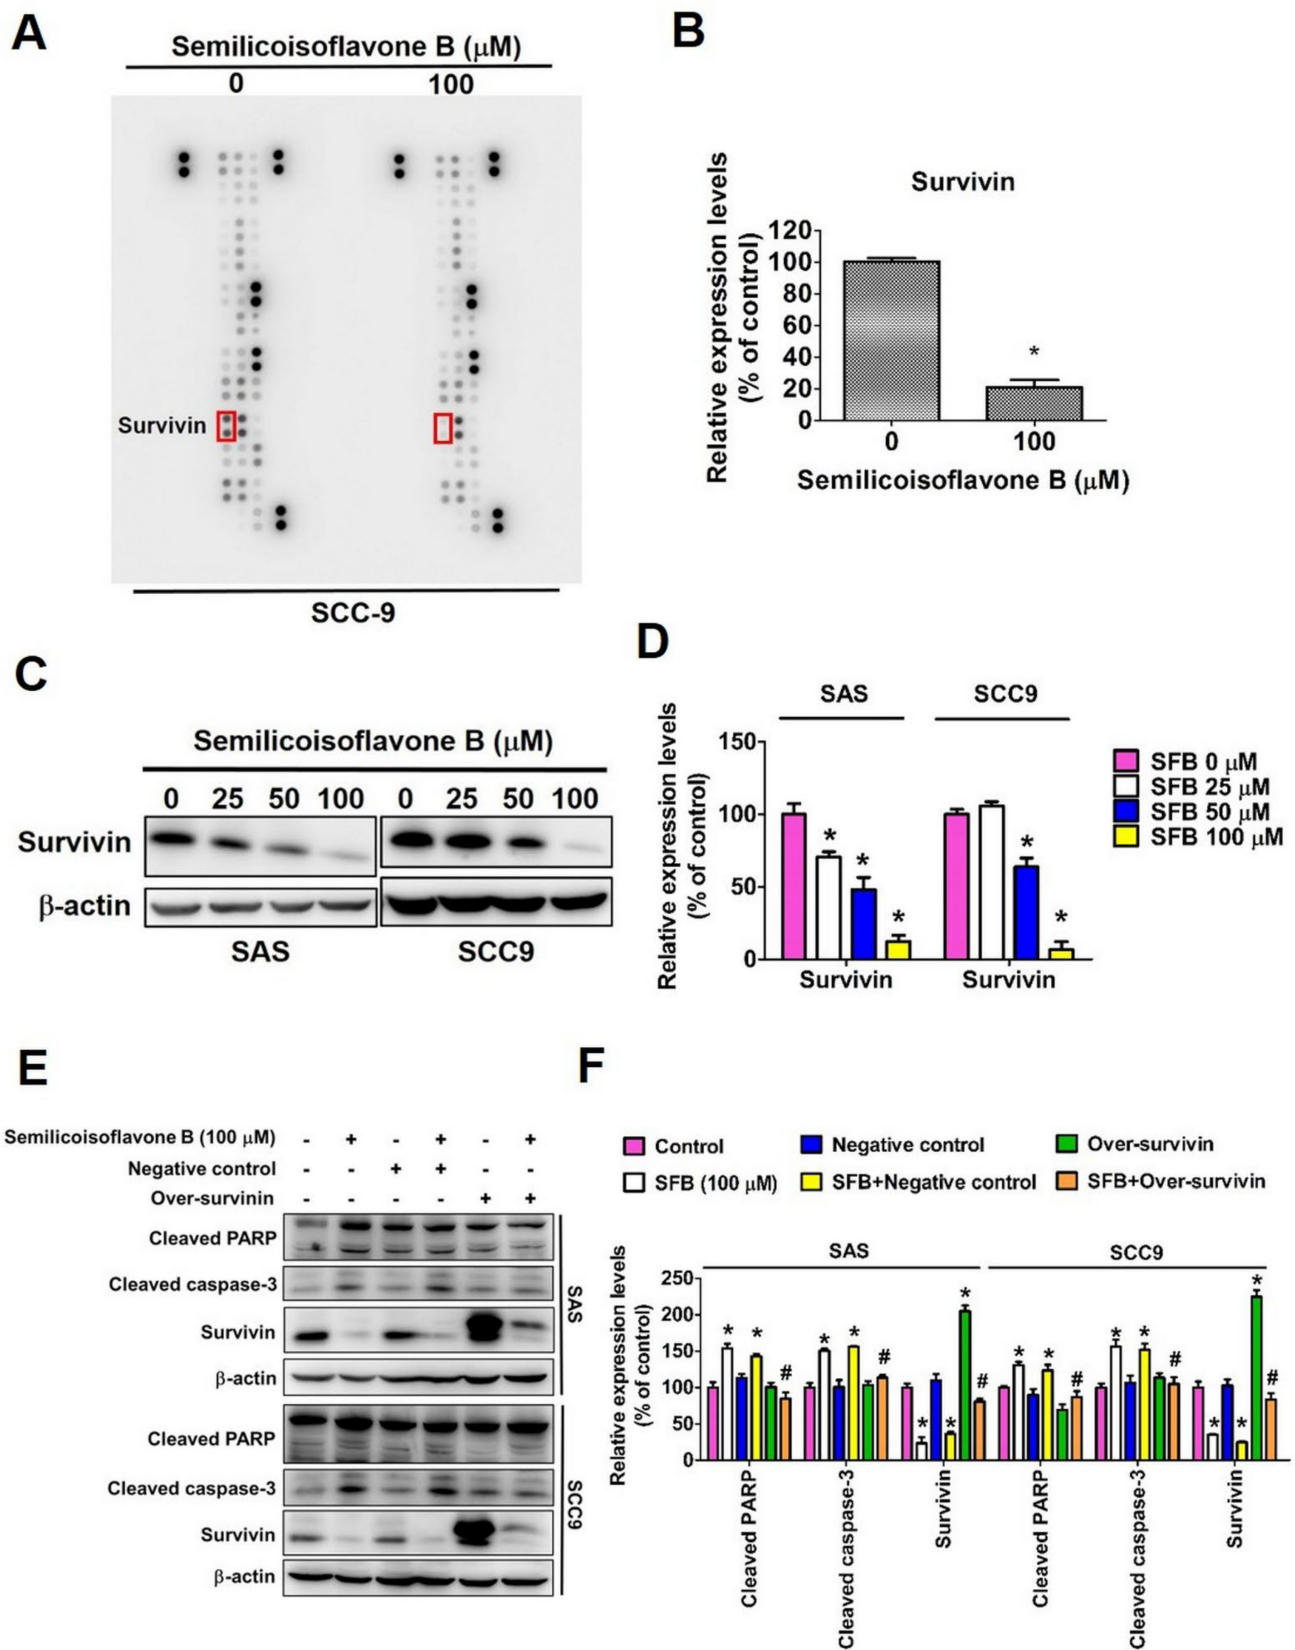 A
Semilicoisoflavone B (μM)
0 100
Survivin
SCC-9
B
Survivin
Relative expression levels
(% of control)
120
100
80
60
40
20
0
*
0 100
Semilicoisoflavone B (μM)
C
Semilicoisoflavone B (μM)
0 25 50 100 0 25 50 100
Survivin
β-actin
SAS SCC9
D
SAS SCC9
Relative expression levels
(% of control)
150
100
50
0
* * * * *
Survivin Survivin
SFB 0 μM
SFB 25 μM
SFB 50 μM
SFB 100 μM
E
Semilicoisoflavone B (100 μM) - + - + - +
Negative control - - + + - -
Over-survinin - - - - + +
Cleaved PARP
Cleaved caspase-3
Survivin
β-actin
SAS
Cleaved PARP
Cleaved caspase-3
Survivin
β-actin
SCC9
F
Control Negative control Over-survivin
SFB (100 μM) SFB+Negative control SFB+Over-survivin
SAS SCC9
Relative expression levels
(% of control)
250
200
150
100
50
0
* * # * * # * * * # * * # * * # * * * #
Cleaved PARP
Cleaved caspase-3
Survivin
Cleaved PARP
Cleaved caspase-3
Survivin